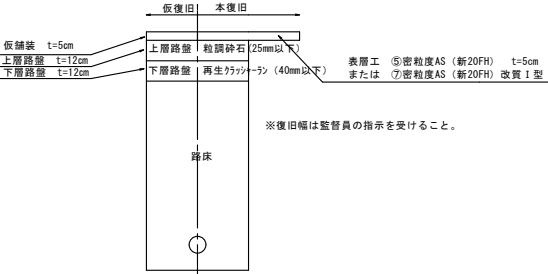 仮復旧 本復旧
仮舗装 t=5cm
上層路盤 t=12cm
下層路盤 t=12cm
上層路盤 粒調砕石(25mm以下)
下層路盤 再生クラッシャーラン (40mm以下)
表層工 ⑤密粒度AS (新20FH) t=5cm
または ⑦密粒度AS (新20FH) 改質Ⅰ型
※復旧幅は監督員の指示を受けること。
路床